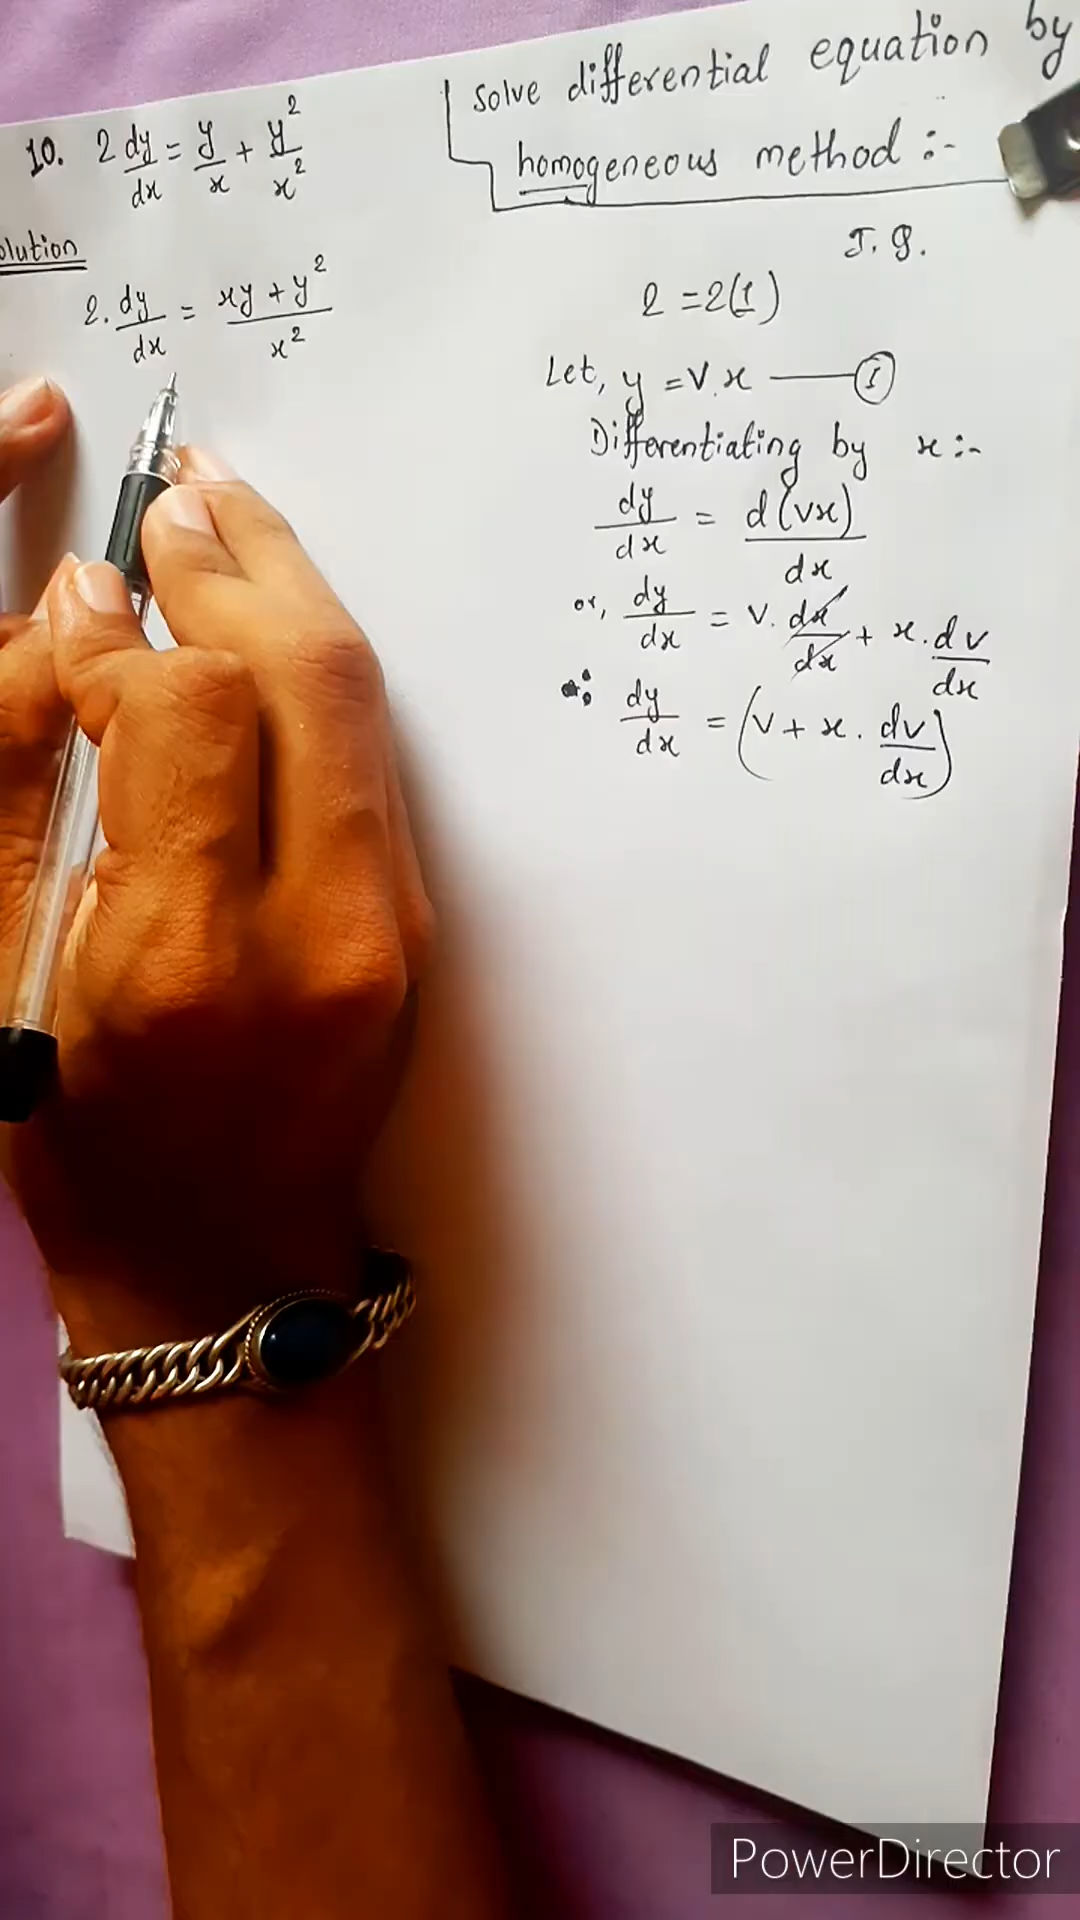 solve differential equation by
homogeneous method :-
10. 2 dy/dx = y/x + y²/x²
olution
2. dy/dx = xy + y²/x²
2 = 2(1)
Let, y = V.x —— (1)
Differentiating by x :-
dy/dx = d(vx)/dx
or, dy/dx = V. dx/dx + x. dv/dx
dy/dx = (V + x. dv/dx)
PowerDirector